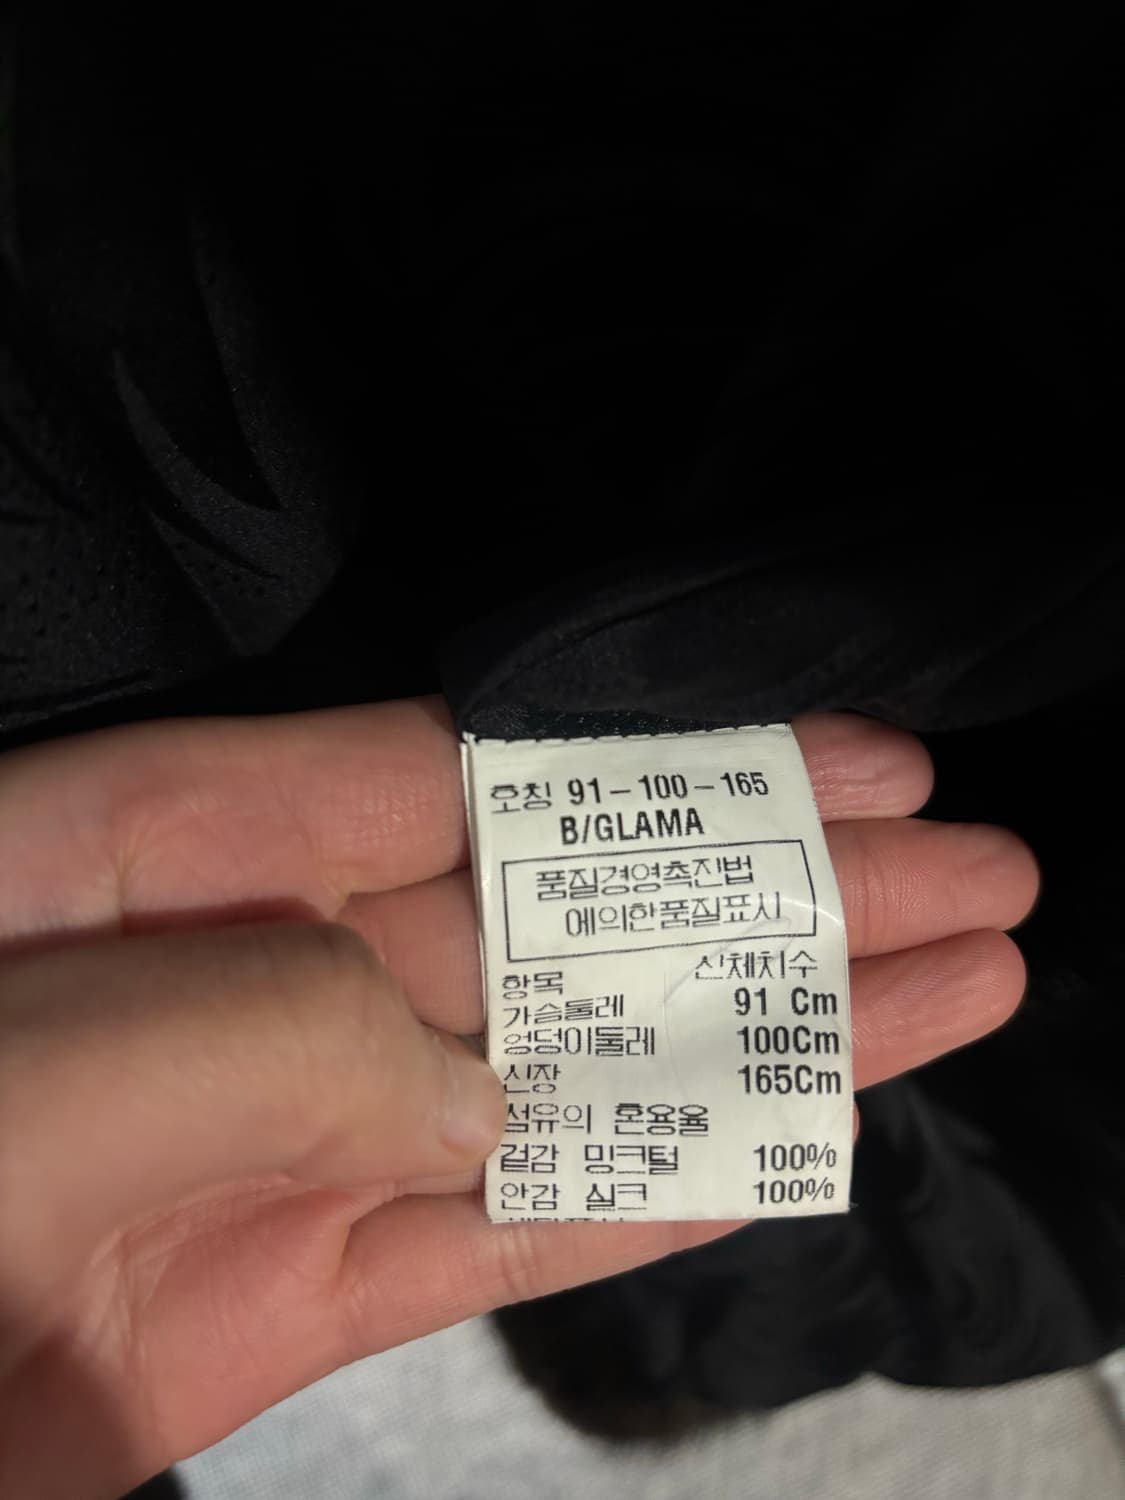 호칭 91-100-165
B/GLAMA
품질경영촉진법
에의한품질표시
신체치수
항목
가슴둘레 91 Cm
엉덩이둘레 100Cm
신장 165Cm
섬유의 혼용율
겉감 밍크털 100%
안감 실크 100%